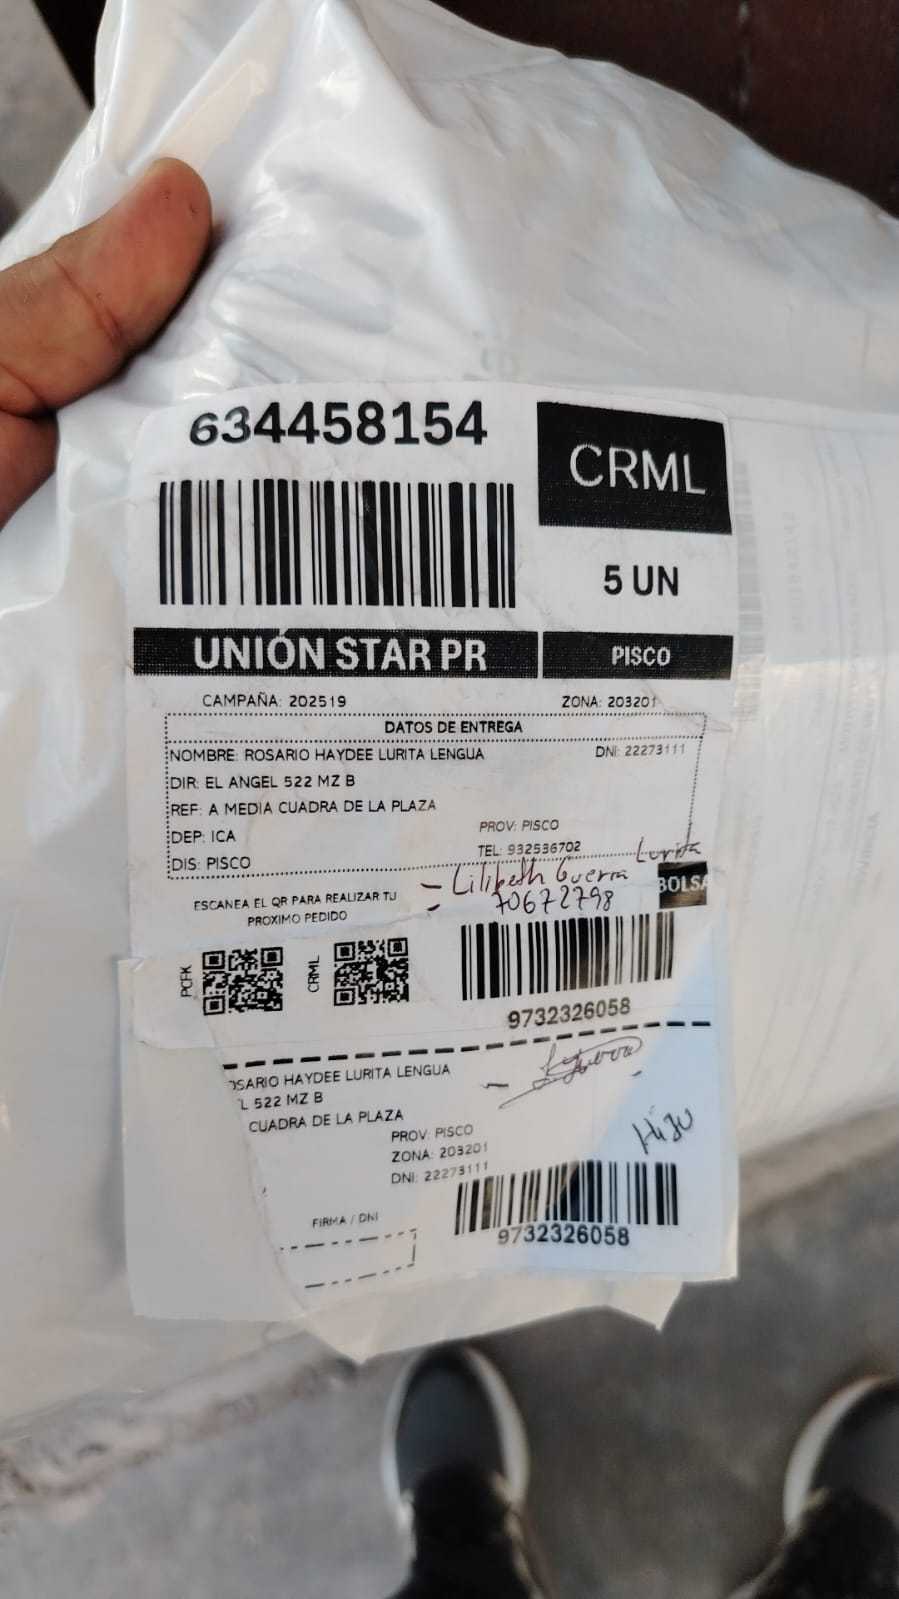 634458154
CRML
5 UN
UNIÓN STAR PR
PISCO
CAMPAÑA: 202519
ZONA: 203201
DATOS DE ENTREGA
NOMBRE: ROSARIO HAYDEE LURITA LENGUA
DNI: 22273111
DIR: EL ANGEL 522 MZ B
REF: A MEDIA CUADRA DE LA PLAZA
DEP: ICA
PROV: PISCO
DIS: PISCO
TEL: 932536702
- Lilibeth Guerra Lurita
- 70672798
BOLSA
ESCANEA EL QR PARA REALIZAR TU
PROXIMO PEDIDO
PCFK
CRML
9732326058
OSARIO HAYDEE LURITA LENGUA
L 522 MZ B
CUADRA DE LA PLAZA
PROV: PISCO
ZONA: 203201
DNI: 22273111
FIRMA / DNI
9732326058